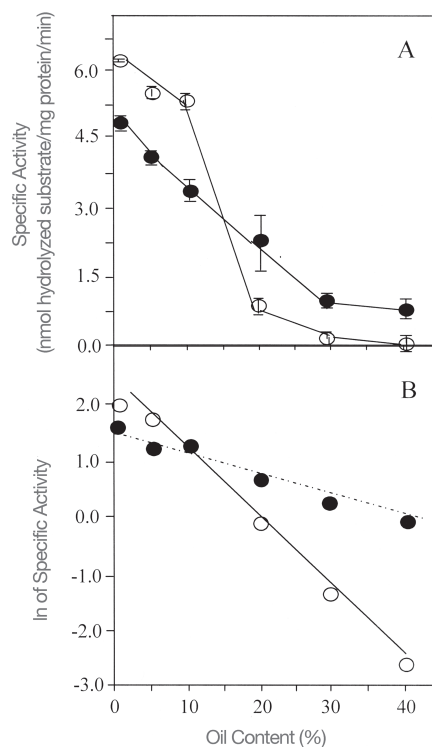 A
6.0
4.5
3.0
1.5
0.0
Specific Activity
(nmol hydrolyzed substrate/mg protein/min)
B
2.0
1.0
0.0
-1.0
-2.0
-3.0
ln of Specific Activity
0 10 20 30 40
Oil Content (%)